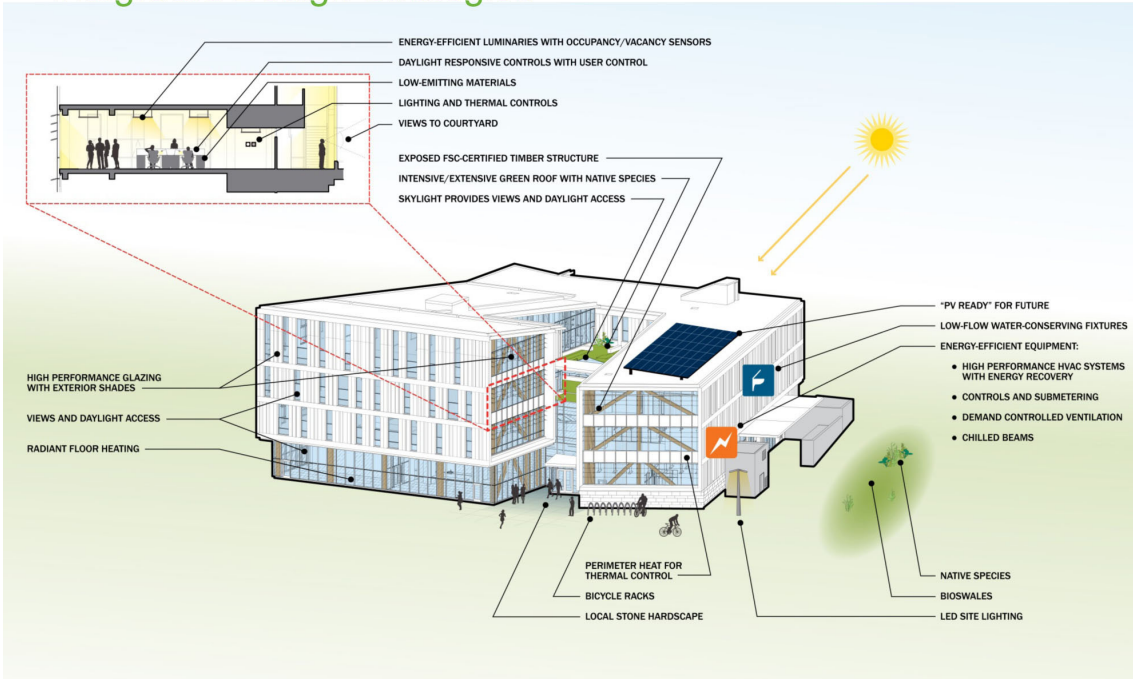 ENERGY-EFFICIENT LUMINARIES WITH OCCUPANCY/VACANCY SENSORS
DAYLIGHT RESPONSIVE CONTROLS WITH USER CONTROL
LOW-EMITTING MATERIALS
LIGHTING AND THERMAL CONTROLS
VIEWS TO COURTYARD
EXPOSED FSC-CERTIFIED TIMBER STRUCTURE
INTENSIVE/EXTENSIVE GREEN ROOF WITH NATIVE SPECIES
SKYLIGHT PROVIDES VIEWS AND DAYLIGHT ACCESS
"PV READY" FOR FUTURE
LOW-FLOW WATER-CONSERVING FIXTURES
ENERGY-EFFICIENT EQUIPMENT:
• HIGH PERFORMANCE HVAC SYSTEMS
WITH ENERGY RECOVERY
• CONTROLS AND SUBMETERING
• DEMAND CONTROLLED VENTILATION
• CHILLED BEAMS
HIGH PERFORMANCE GLAZING
WITH EXTERIOR SHADES
VIEWS AND DAYLIGHT ACCESS
RADIANT FLOOR HEATING
PERIMETER HEAT FOR
THERMAL CONTROL
BICYCLE RACKS
LOCAL STONE HARDSCAPE
NATIVE SPECIES
BIOSWALES
LED SITE LIGHTING